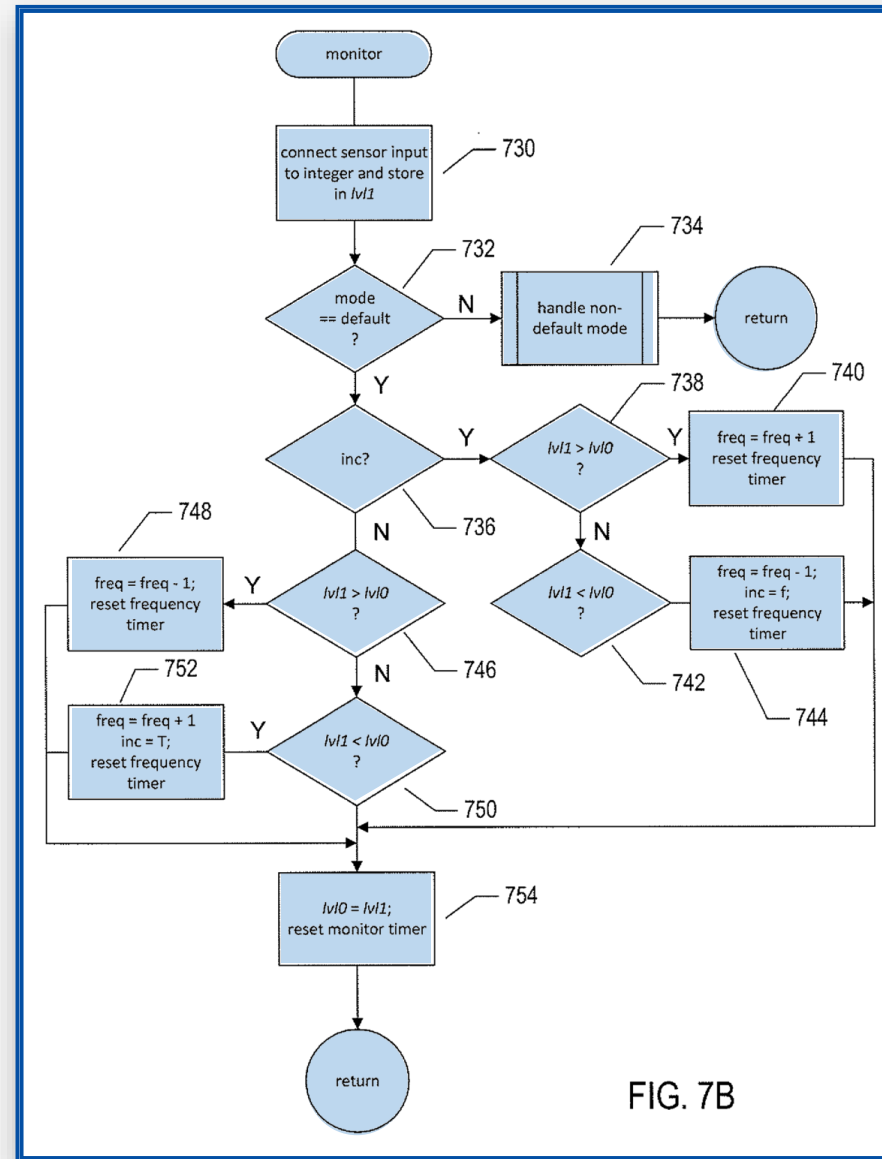 monitor
connect sensor input
to integer and store
in lvl1
730
732
mode
== default
?
N
Y
734
handle non-
default mode
return
inc?
Y
N
736
738
lvl1 > lvl0
?
Y
N
740
freq = freq + 1
reset frequency
timer
748
freq = freq - 1;
reset frequency
timer
Y
lvl1 > lvl0
?
N
746
lvl1 < lvl0
?
742
freq = freq - 1;
inc = f;
reset frequency
timer
744
752
freq = freq + 1
inc = T;
reset frequency
timer
Y
lvl1 < lvl0
?
750
lvl0 = lvl1;
reset monitor timer
754
return
FIG. 7B